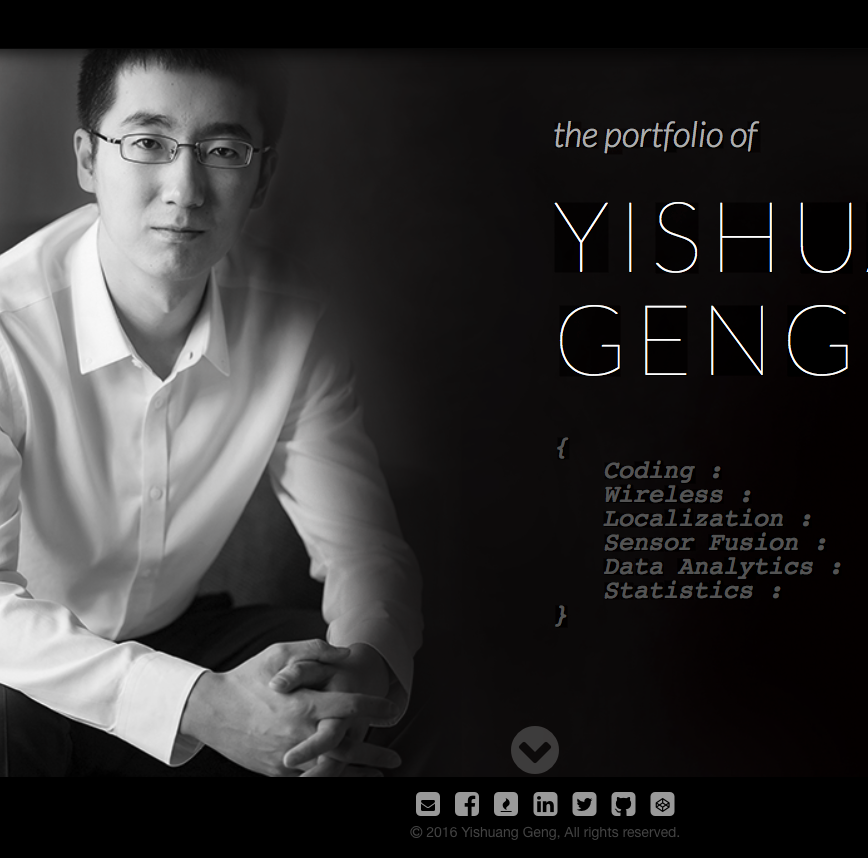 the portfolio of
YISHU
GENG
{
Coding :
Wireless :
Localization :
Sensor Fusion :
Data Analytics :
Statistics :
}
© 2016 Yishuang Geng, All rights reserved.